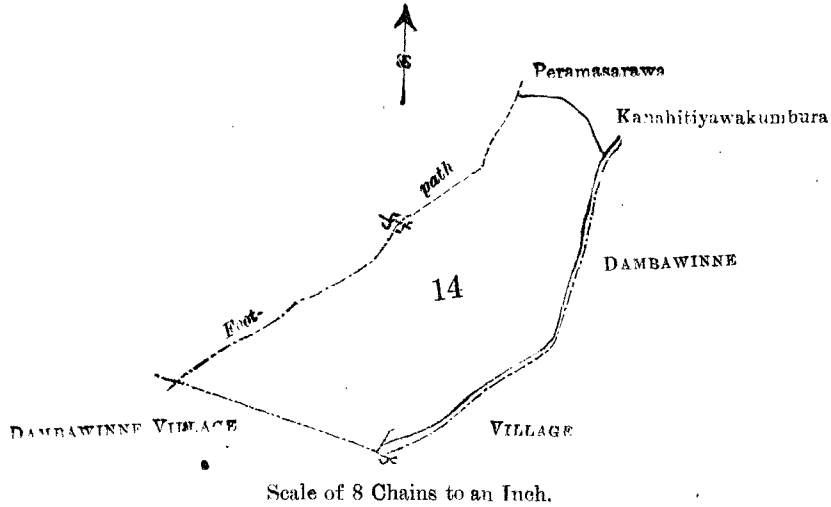 Peramasarawa
Kanahitiyawakumbura
path
DAMBAWINNE
14
Foot-
DAMBAWINNE VILLAGE
VILLAGE
Scale of 8 Chains to an Inch.